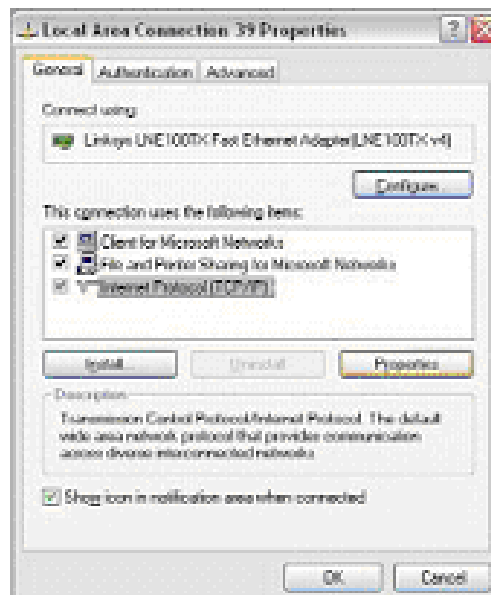 Local Area Connection 39 Properties
General Authentication Advanced
Connect using:
Linksys LNE100TX Fast Ethernet Adapter(LNE100TX v4)
Configure...
This connection uses the following items:
Client for Microsoft Networks
File and Printer Sharing for Microsoft Networks
Internet Protocol (TCP/IP)
Install... Uninstall Properties
Description
Transmission Control Protocol/Internet Protocol. The default
wide area network protocol that provides communication
across diverse interconnected networks.
Show icon in notification area when connected
OK Cancel